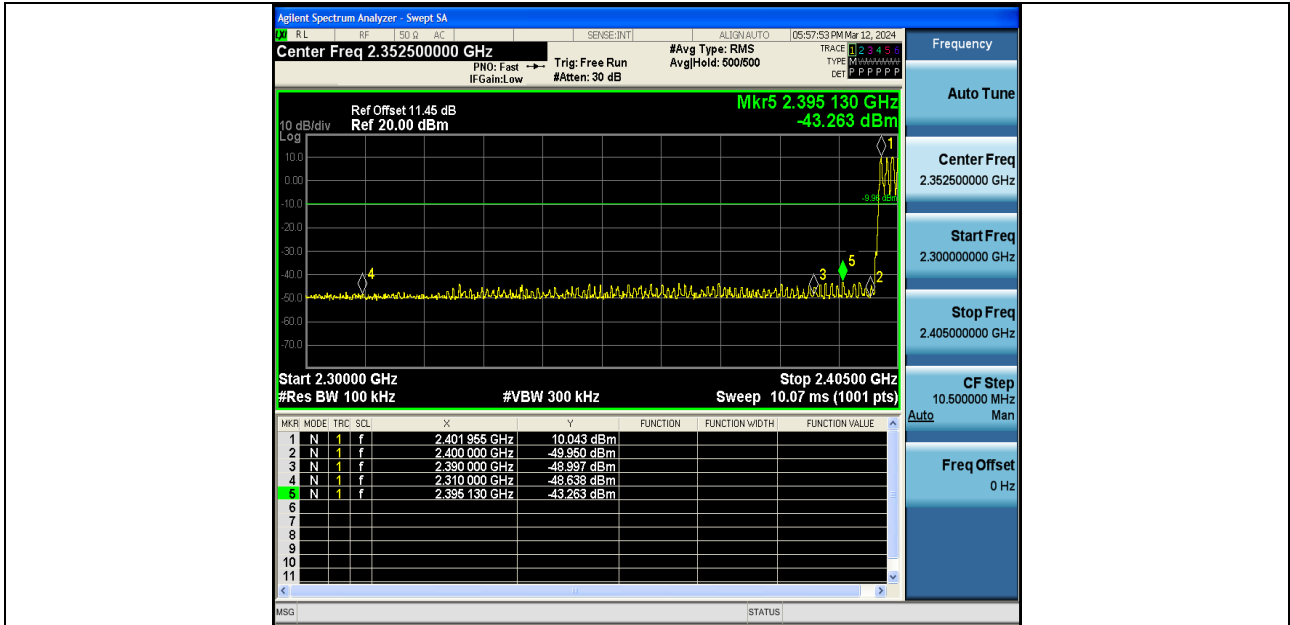 Agilent Spectrum Analyzer - Swept SA
RL RF 50 Ω AC SENSE:INT ALIGN AUTO 05:57:53 PM Mar 12, 2024
Center Freq 2.352500000 GHz
PNO: Fast
IFGain:Low
Trig: Free Run
#Atten: 30 dB
#Avg Type: RMS
Avg|Hold: 500/500
TRACE 1 2 3 4 5 6
TYPE M
DET P P P P P P
Mkr5 2.395 130 GHz
-43.263 dBm
Ref Offset 11.45 dB
10 dB/div Ref 20.00 dBm
Log
10.0
0.00
-10.0
-20.0
-30.0
-40.0
-50.0
-60.0
-70.0
1
-9.96 dBm
5
4
3
2
Start 2.30000 GHz Stop 2.40500 GHz
#Res BW 100 kHz #VBW 300 kHz Sweep 10.07 ms (1001 pts)
MKR MODE TRC SCL X Y FUNCTION FUNCTION WIDTH FUNCTION VALUE
1 N 1 f 2.401 955 GHz 10.043 dBm
2 N 1 f 2.400 000 GHz -49.950 dBm
3 N 1 f 2.390 000 GHz -48.997 dBm
4 N 1 f 2.310 000 GHz -48.638 dBm
5 N 1 f 2.395 130 GHz -43.263 dBm
6
7
8
9
10
11
MSG STATUS
Frequency
Auto Tune
Center Freq
2.352500000 GHz
Start Freq
2.300000000 GHz
Stop Freq
2.405000000 GHz
CF Step
10.500000 MHz
Auto Man
Freq Offset
0 Hz